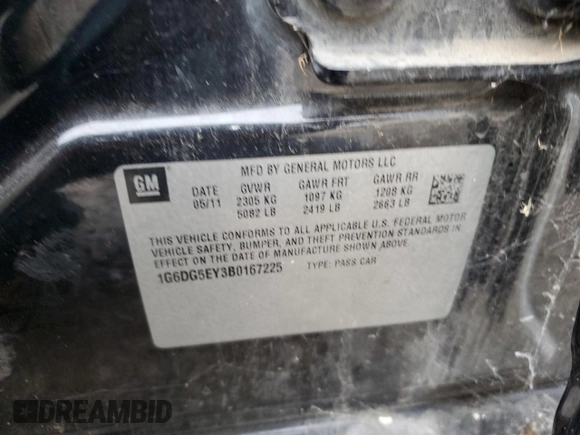 MFD BY GENERAL MOTORS LLC
GM
DATE GVWR GAWR FRT GAWR RR
05/11 2305 KG 1097 KG 1208 KG
5082 LB 2419 LB 2663 LB
THIS VEHICLE CONFORMS TO ALL APPLICABLE U.S. FEDERAL MOTOR
VEHICLE SAFETY, BUMPER, AND THEFT PREVENTION STANDARDS IN
EFFECT ON THE DATE OF MANUFACTURE SHOWN ABOVE.
1G6DG5EY3B0167225 TYPE: PASS CAR
DREAMBID